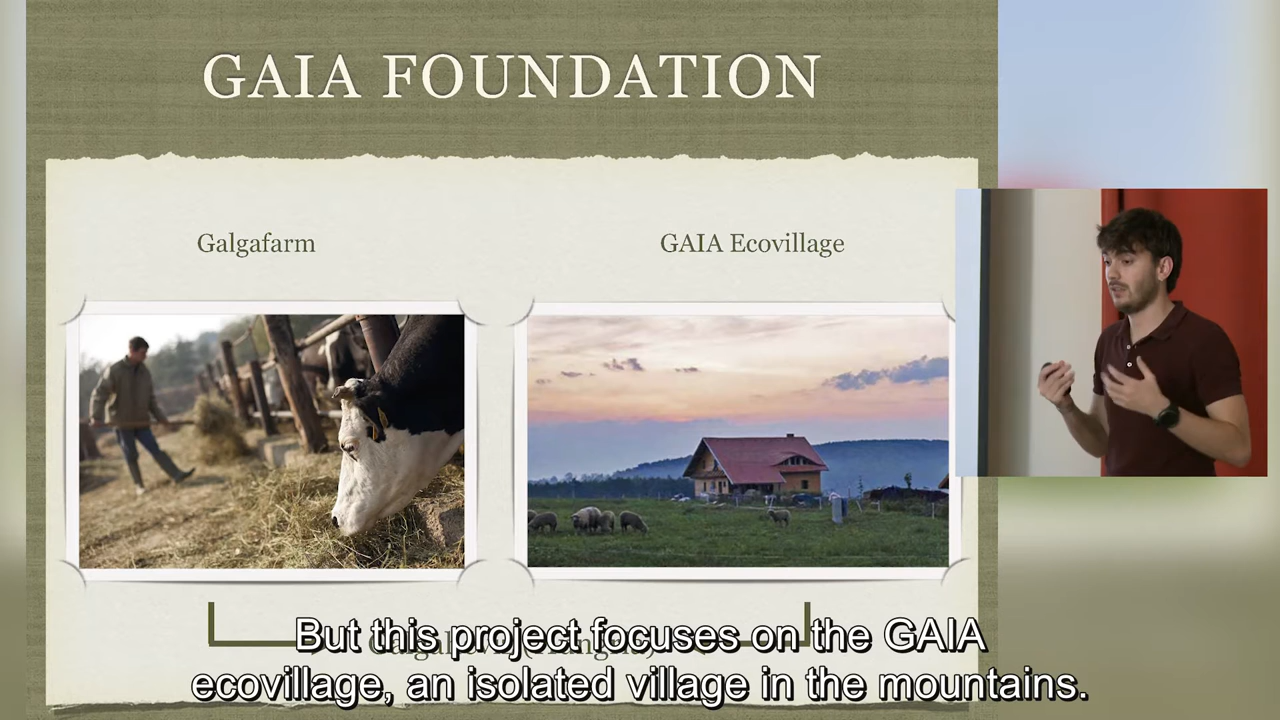 GAIA FOUNDATION
Galgafarm
GAIA Ecovillage
But this project focuses on the GAIA
ecovillage, an isolated village in the mountains.